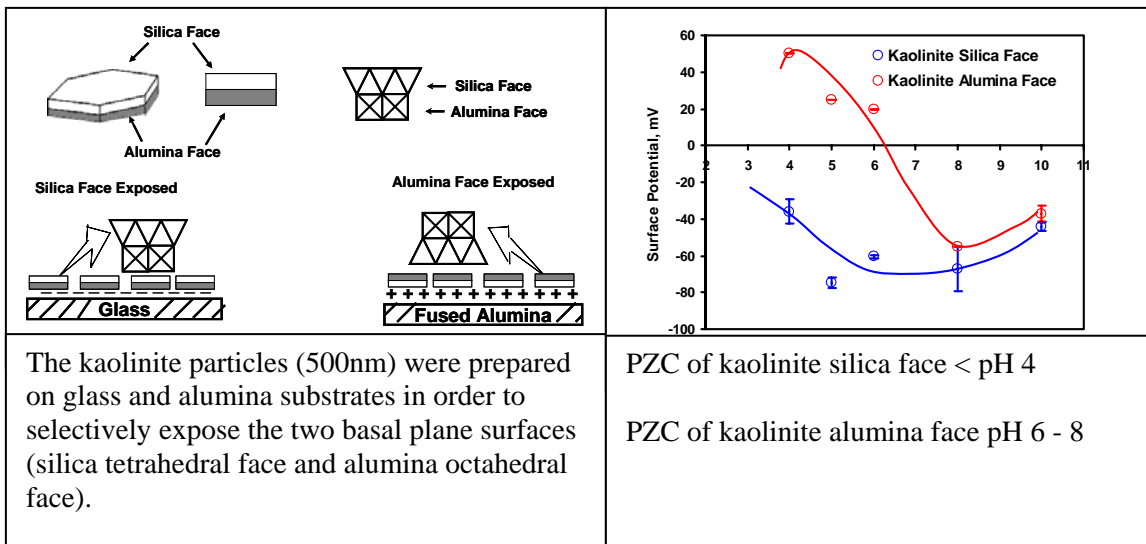 Silica Face
Silica Face
Alumina Face
Alumina Face
Silica Face Exposed
Alumina Face Exposed
Glass
+ + + + + + + + + + +
Fused Alumina
60
40
20
0
-20
-40
-60
-80
-100
2 3 4 5 6 7 8 9 10 11
Surface Potential, mV
Kaolinite Silica Face
Kaolinite Alumina Face
The kaolinite particles (500nm) were prepared
on glass and alumina substrates in order to
selectively expose the two basal plane surfaces
(silica tetrahedral face and alumina octahedral
face).
PZC of kaolinite silica face < pH 4
PZC of kaolinite alumina face pH 6 - 8